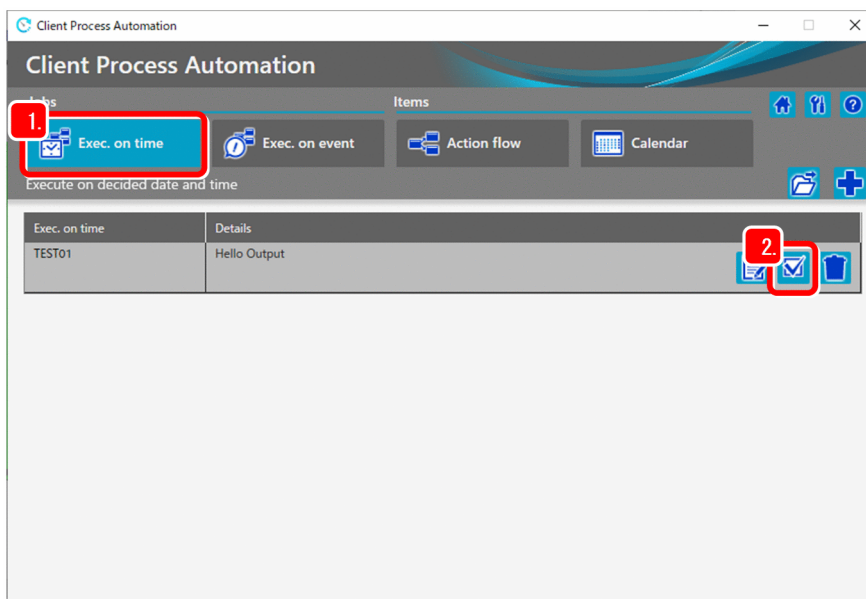 Client Process Automation
Client Process Automation
Items
1.
Exec. on time
Exec. on event
Action flow
Calendar
Execute on decided date and time
Exec. on time
Details
TEST01
Hello Output
2.